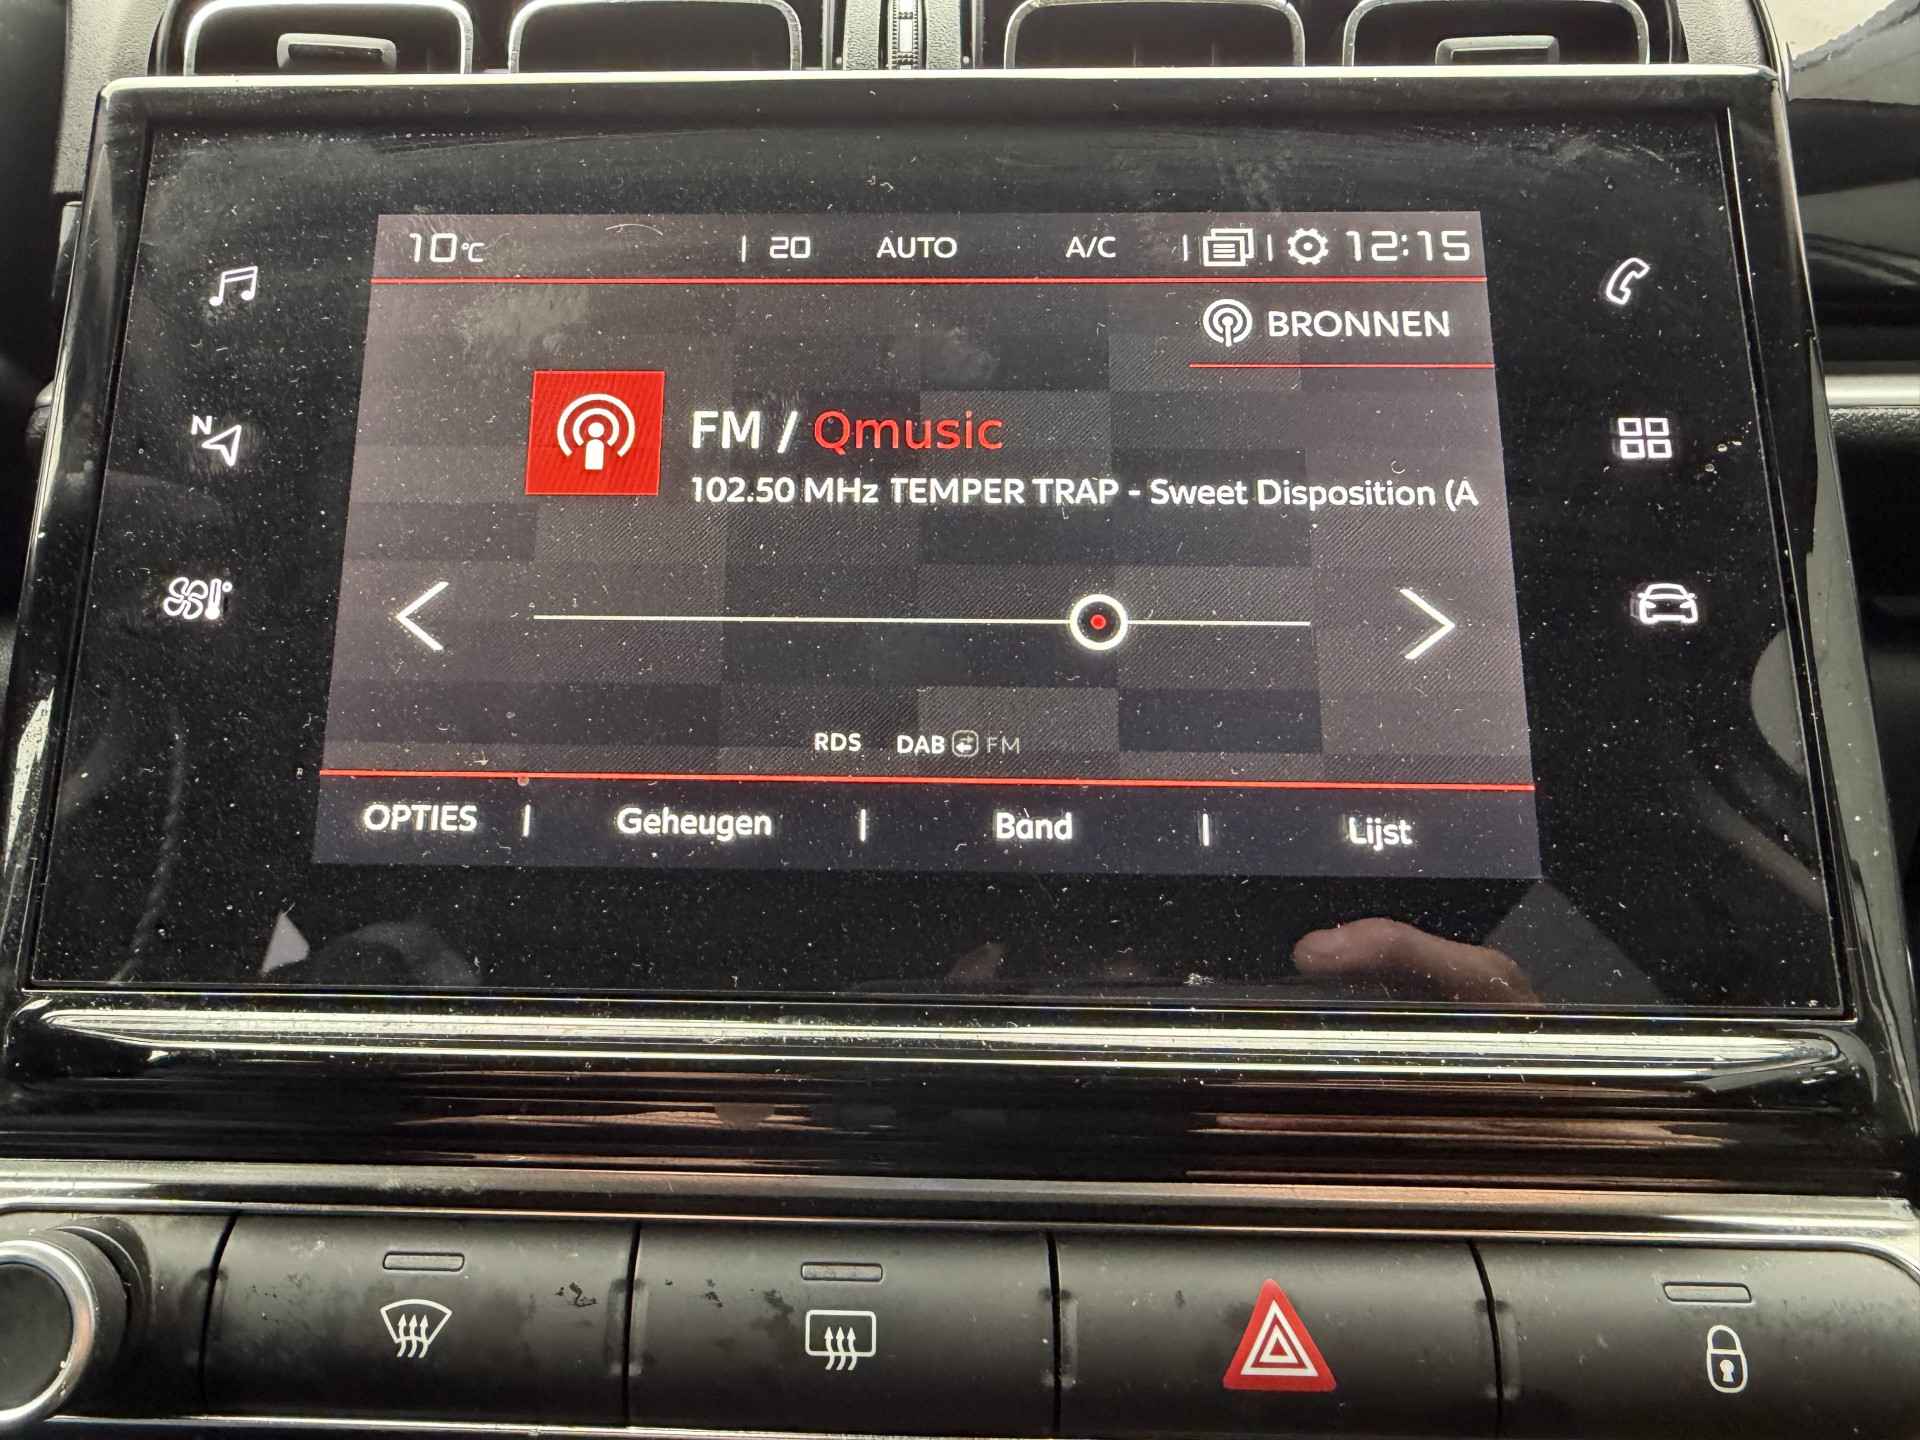 10°C | 20 AUTO A/C | | 12:15
BRONNEN
FM / Qmusic
102.50 MHz TEMPER TRAP - Sweet Disposition (A
N
RDS DAB FM
OPTIES | Geheugen | Band | Lijst